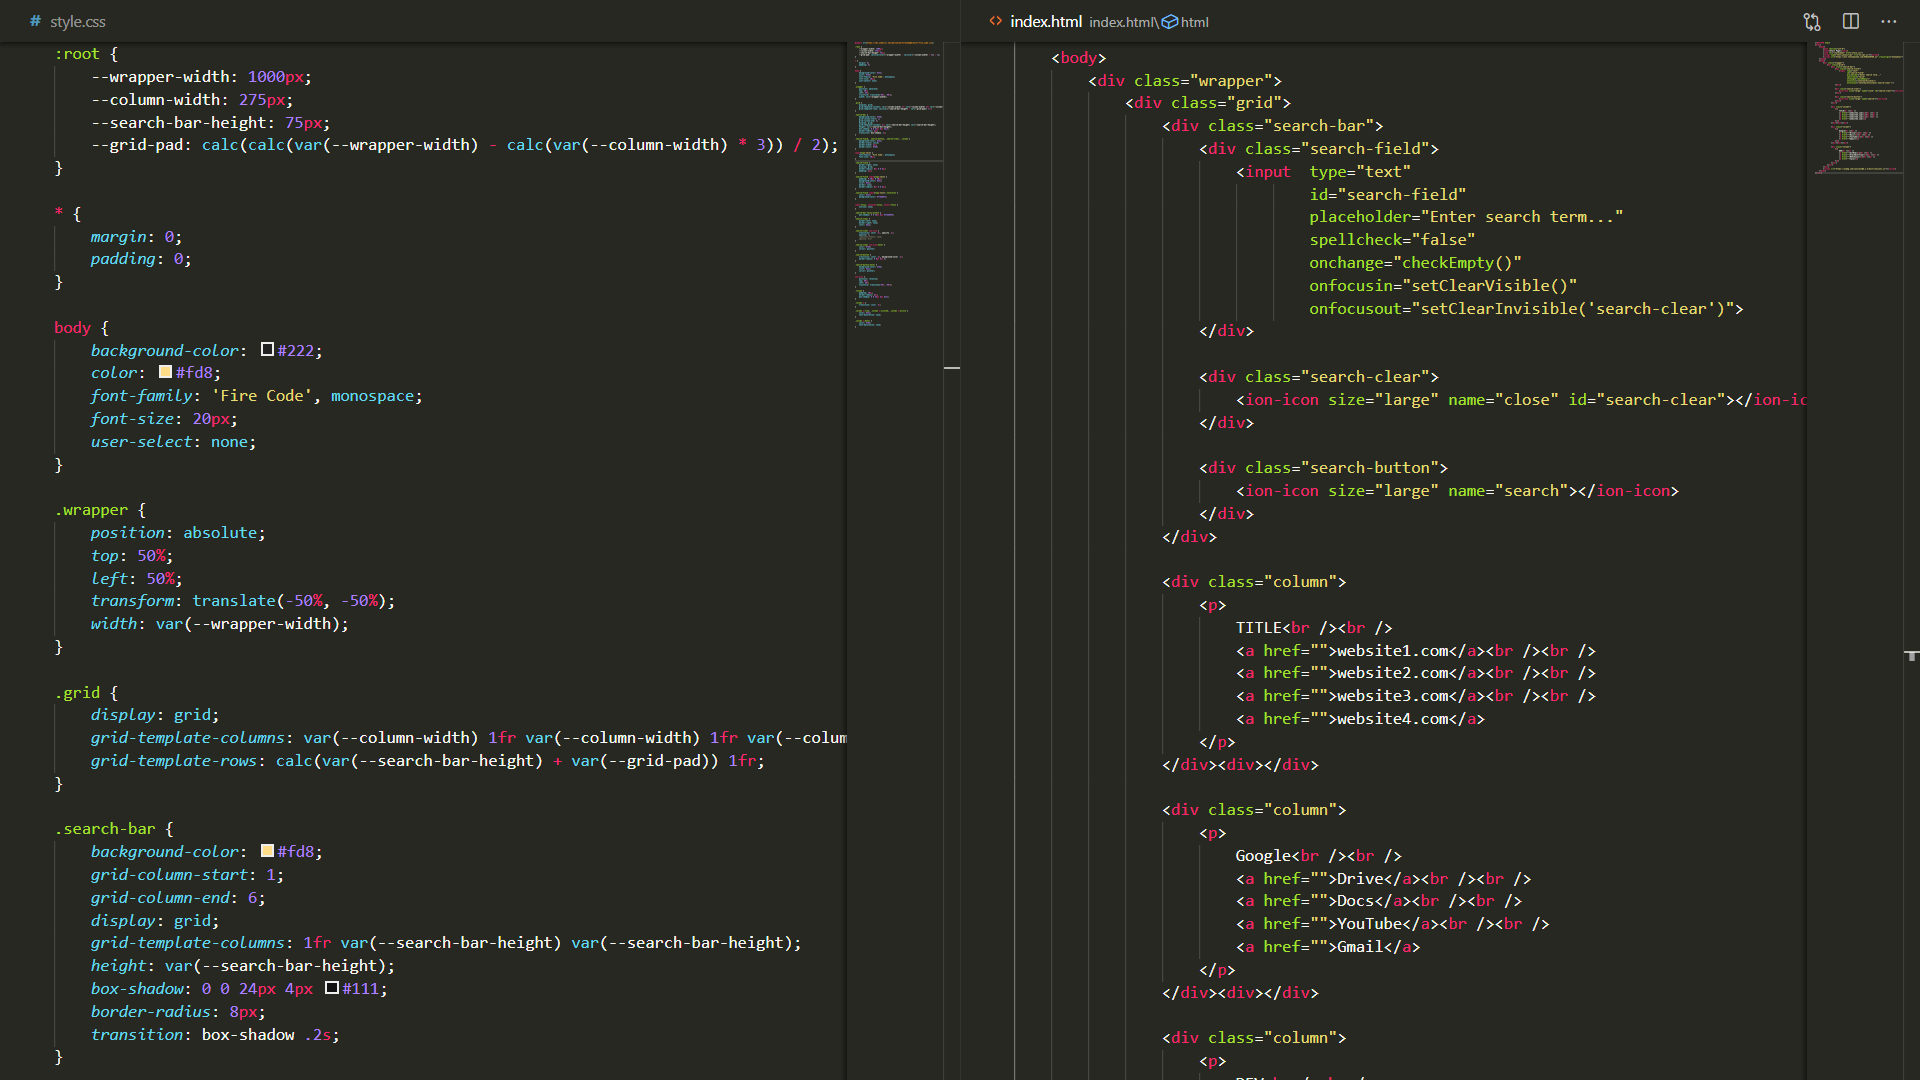 # style.css
:root {
--wrapper-width: 1000px;
--column-width: 275px;
--search-bar-height: 75px;
--grid-pad: calc(calc(var(--wrapper-width) - calc(var(--column-width) * 3)) / 2);
}
* {
margin: 0;
padding: 0;
}
body {
background-color: #222;
color: #fd8;
font-family: 'Fire Code', monospace;
font-size: 20px;
user-select: none;
}
.wrapper {
position: absolute;
top: 50%;
left: 50%;
transform: translate(-50%, -50%);
width: var(--wrapper-width);
}
.grid {
display: grid;
grid-template-columns: var(--column-width) 1fr var(--column-width) 1fr var(--colum
grid-template-rows: calc(var(--search-bar-height) + var(--grid-pad)) 1fr;
}
.search-bar {
background-color: #fd8;
grid-column-start: 1;
grid-column-end: 6;
display: grid;
grid-template-columns: 1fr var(--search-bar-height) var(--search-bar-height);
height: var(--search-bar-height);
box-shadow: 0 0 24px 4px #111;
border-radius: 8px;
transition: box-shadow .2s;
}
<> index.html index.html\ html
<body>
<div class="wrapper">
<div class="grid">
<div class="search-bar">
<div class="search-field">
<input type="text"
id="search-field"
placeholder="Enter search term..."
spellcheck="false"
onchange="checkEmpty()"
onfocusin="setClearVisible()"
onfocusout="setClearInvisible('search-clear')">
</div>
<div class="search-clear">
<ion-icon size="large" name="close" id="search-clear"></ion-ic
</div>
<div class="search-button">
<ion-icon size="large" name="search"></ion-icon>
</div>
</div>
<div class="column">
<p>
TITLE<br /><br />
<a href="">website1.com</a><br /><br />
<a href="">website2.com</a><br /><br />
<a href="">website3.com</a><br /><br />
<a href="">website4.com</a>
</p>
</div><div></div>
<div class="column">
<p>
Google<br /><br />
<a href="">Drive</a><br /><br />
<a href="">Docs</a><br /><br />
<a href="">YouTube</a><br /><br />
<a href="">Gmail</a>
</p>
</div><div></div>
<div class="column">
<p>